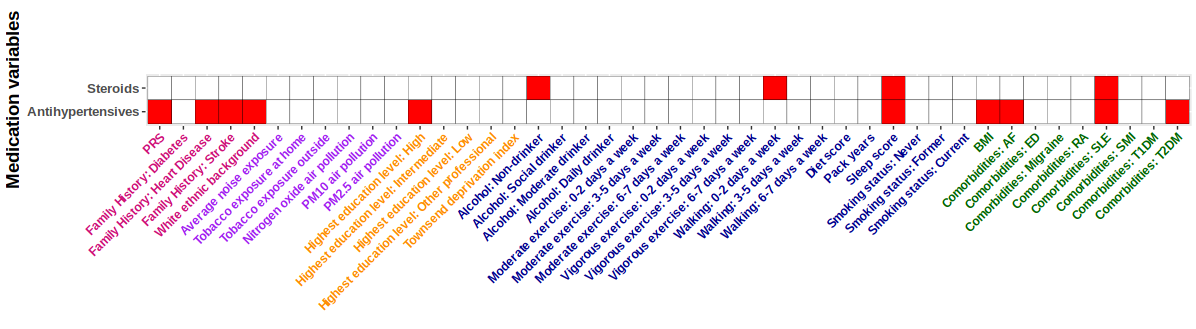 Medication variables
Steroids
Antihypertensives
PRS
Family History: Diabetes
Family History: Heart Disease
Family History: Stroke
White ethnic background
Average noise exposure
Tobacco exposure at home
Tobacco exposure outside
Nitrogen oxide air pollution
PM10 air pollution
PM2.5 air pollution
Highest education level: High
Highest education level: Intermediate
Highest education level: Low
Highest education level: Other professional
Townsend deprivation index
Alcohol: Non-drinker
Alcohol: Social drinker
Alcohol: Moderate drinker
Alcohol: Daily drinker
Moderate exercise: 0-2 days a week
Moderate exercise: 3-5 days a week
Moderate exercise: 6-7 days a week
Vigorous exercise: 0-2 days a week
Vigorous exercise: 3-5 days a week
Vigorous exercise: 6-7 days a week
Walking: 0-2 days a week
Walking: 3-5 days a week
Walking: 6-7 days a week
Diet score
Pack years
Sleep score
Smoking status: Never
Smoking status: Former
Smoking status: Current
BMI
Comorbidities: AF
Comorbidities: ED
Comorbidities: Migraine
Comorbidities: RA
Comorbidities: SLE
Comorbidities: SMI
Comorbidities: T1DM
Comorbidities: T2DM